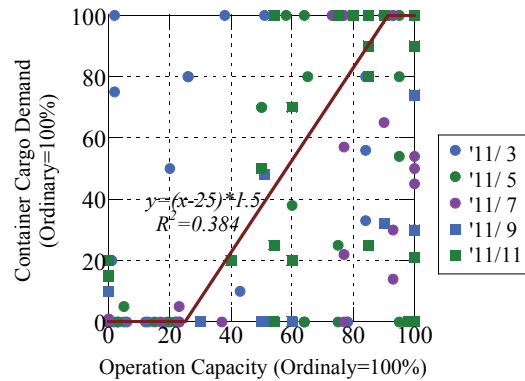 100
80
60
40
20
0
Container Cargo Demand
(Ordinary=100%)
y=(x-25)*1.5
R²=0.384
0 20 40 60 80 100
Operation Capacity (Ordinaly=100%)
'11/ 3
'11/ 5
'11/ 7
'11/ 9
'11/11